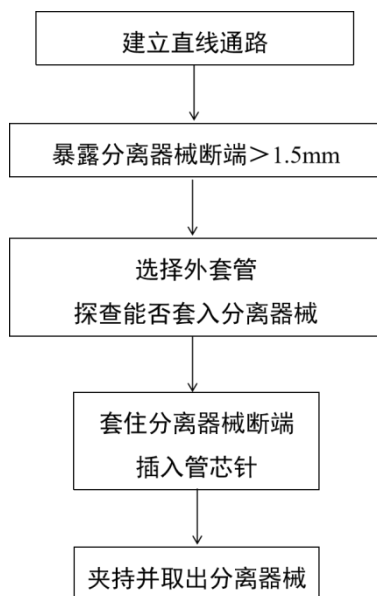 建立直线通路
暴露分离器械断端＞1.5mm
选择外套管
探查能否套入分离器械
套住分离器械断端
插入管芯针
夹持并取出分离器械